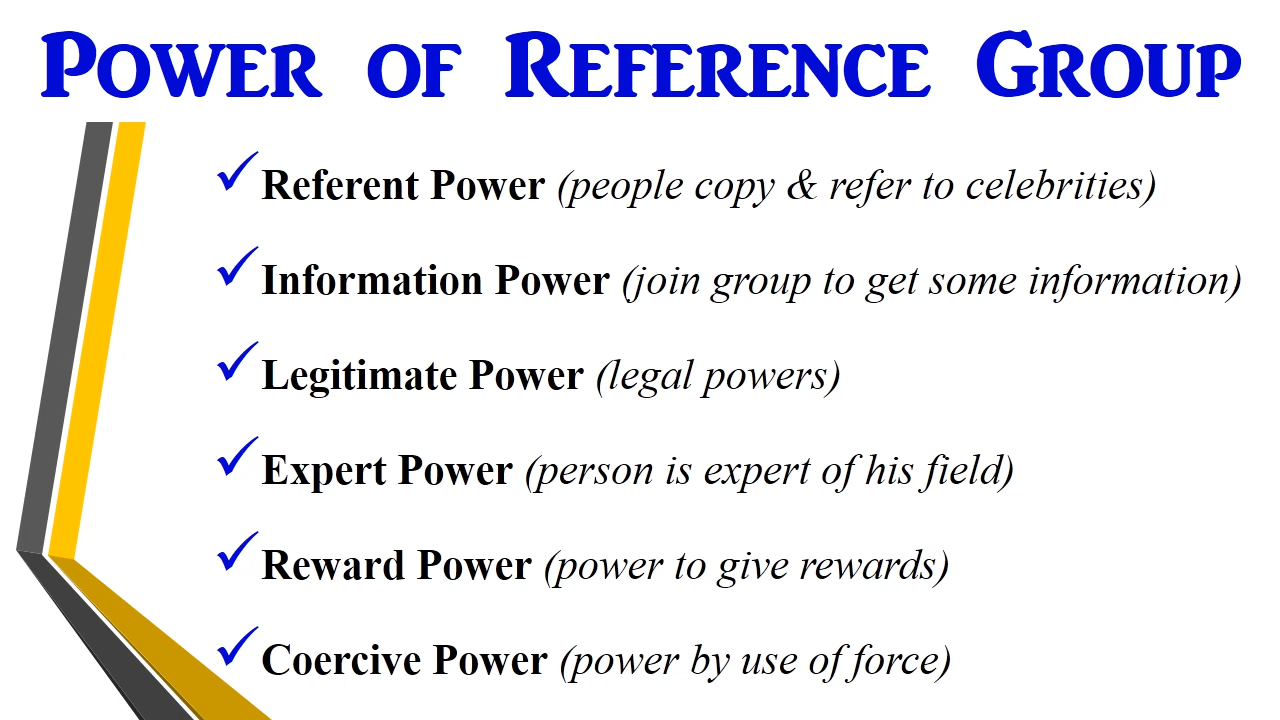 Power of Reference Group
Referent Power (people copy & refer to celebrities)
Information Power (join group to get some information)
Legitimate Power (legal powers)
Expert Power (person is expert of his field)
Reward Power (power to give rewards)
Coercive Power (power by use of force)